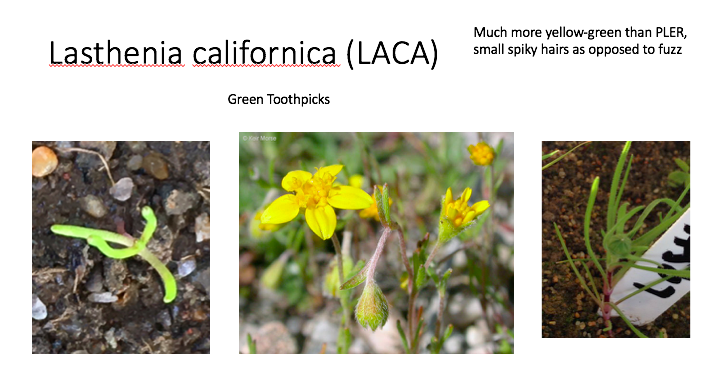 Lasthenia californica (LACA)
Much more yellow-green than PLER,
small spiky hairs as opposed to fuzz
Green Toothpicks